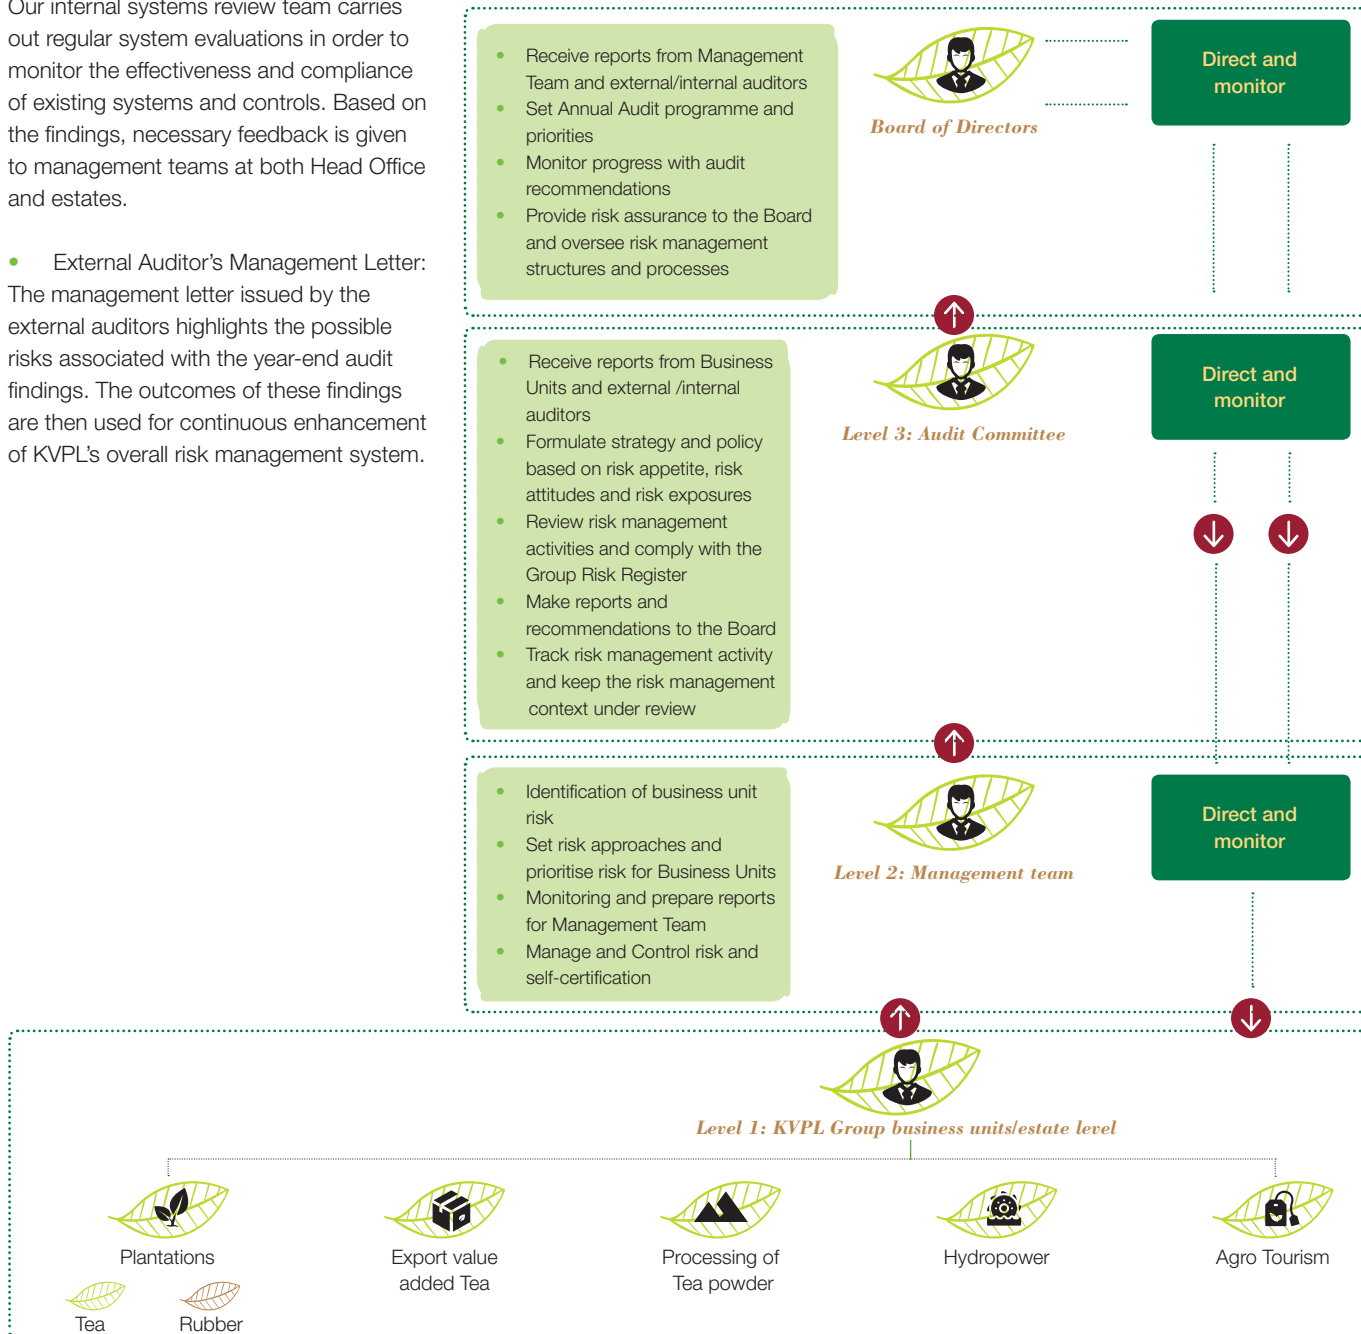 Our internal systems review team carries
out regular system evaluations in order to
monitor the effectiveness and compliance
of existing systems and controls. Based on
the findings, necessary feedback is given
to management teams at both Head Office
and estates.
• External Auditor's Management Letter:
The management letter issued by the
external auditors highlights the possible
risks associated with the year-end audit
findings. The outcomes of these findings
are then used for continuous enhancement
of KVPL's overall risk management system.
• Receive reports from Management
Team and external/internal auditors
• Set Annual Audit programme and
priorities
• Monitor progress with audit
recommendations
• Provide risk assurance to the Board
and oversee risk management
structures and processes
Board of Directors
Direct and
monitor
• Receive reports from Business
Units and external /internal
auditors
• Formulate strategy and policy
based on risk appetite, risk
attitudes and risk exposures
• Review risk management
activities and comply with the
Group Risk Register
• Make reports and
recommendations to the Board
• Track risk management activity
and keep the risk management
context under review
Level 3: Audit Committee
Direct and
monitor
• Identification of business unit
risk
• Set risk approaches and
prioritise risk for Business Units
• Monitoring and prepare reports
for Management Team
• Manage and Control risk and
self-certification
Level 2: Management team
Direct and
monitor
Level 1: KVPL Group business units/estate level
Plantations
Tea
Rubber
Export value
added Tea
Processing of
Tea powder
Hydropower
Agro Tourism